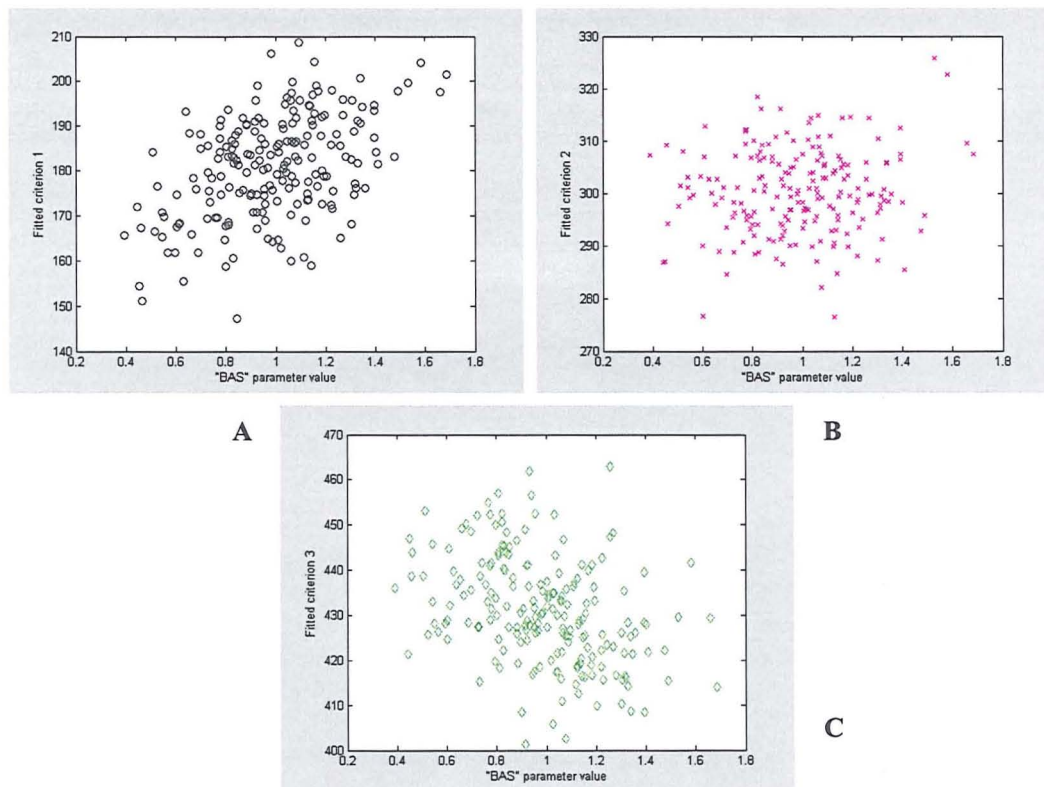 210
200
190
180
170
160
150
140
Fitted criterion 1
0.2 0.4 0.6 0.8 1 1.2 1.4 1.6 1.8
"BAS" parameter value
A
330
320
310
300
290
280
270
Fitted criterion 2
0.2 0.4 0.6 0.8 1 1.2 1.4 1.6 1.8
"BAS" parameter value
B
470
460
450
440
430
420
410
400
Fitted criterion 3
0.2 0.4 0.6 0.8 1 1.2 1.4 1.6 1.8
"BAS" parameter value
C